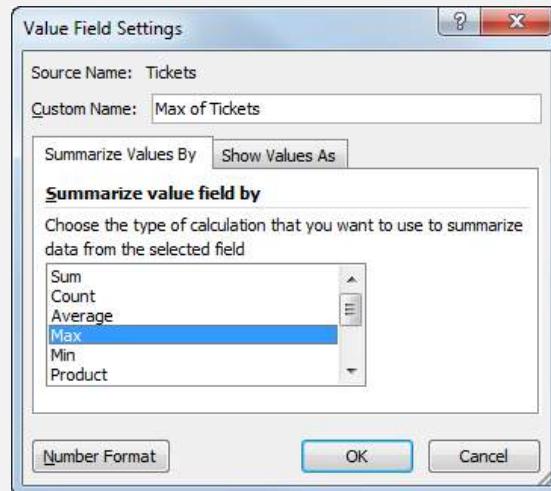 Value Field Settings
Source Name: Tickets
Custom Name: Max of Tickets
Summarize Values By Show Values As
Summarize value field by
Choose the type of calculation that you want to use to summarize
data from the selected field
Sum
Count
Average
Max
Min
Product
Number Format OK Cancel